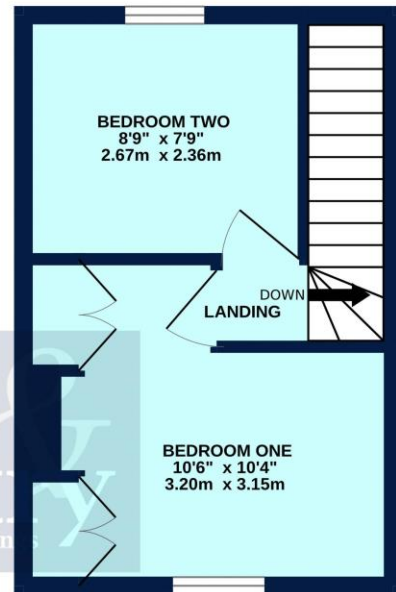 BEDROOM TWO
8'9" x 7'9"
2.67m x 2.36m
DOWN
LANDING
BEDROOM ONE
10'6" x 10'4"
3.20m x 3.15m
&